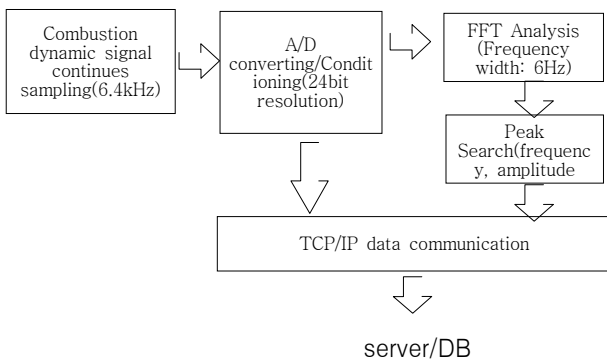 Combustion
dynamic signal
continues
sampling(6.4kHz)
A/D
converting/Condit
ioning(24bit
resolution)
FFT Analysis
(Frequency
width: 6Hz)
Peak
Search(frequenc
y, amplitude
TCP/IP data communication
server/DB